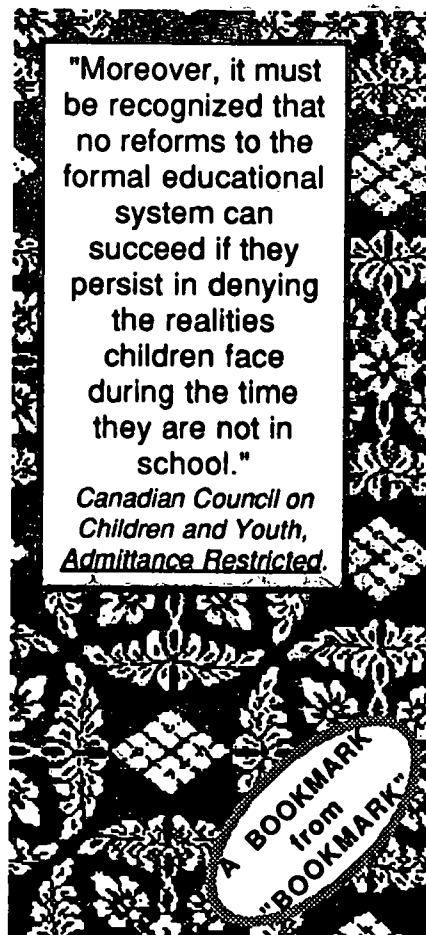 "Moreover, it must
be recognized that
no reforms to the
formal educational
system can
succeed if they
persist in denying
the realities
children face
during the time
they are not in
school."
Canadian Council on
Children and Youth,
Admittance Restricted.
A BOOKMARK
from
"BOOKMARK"